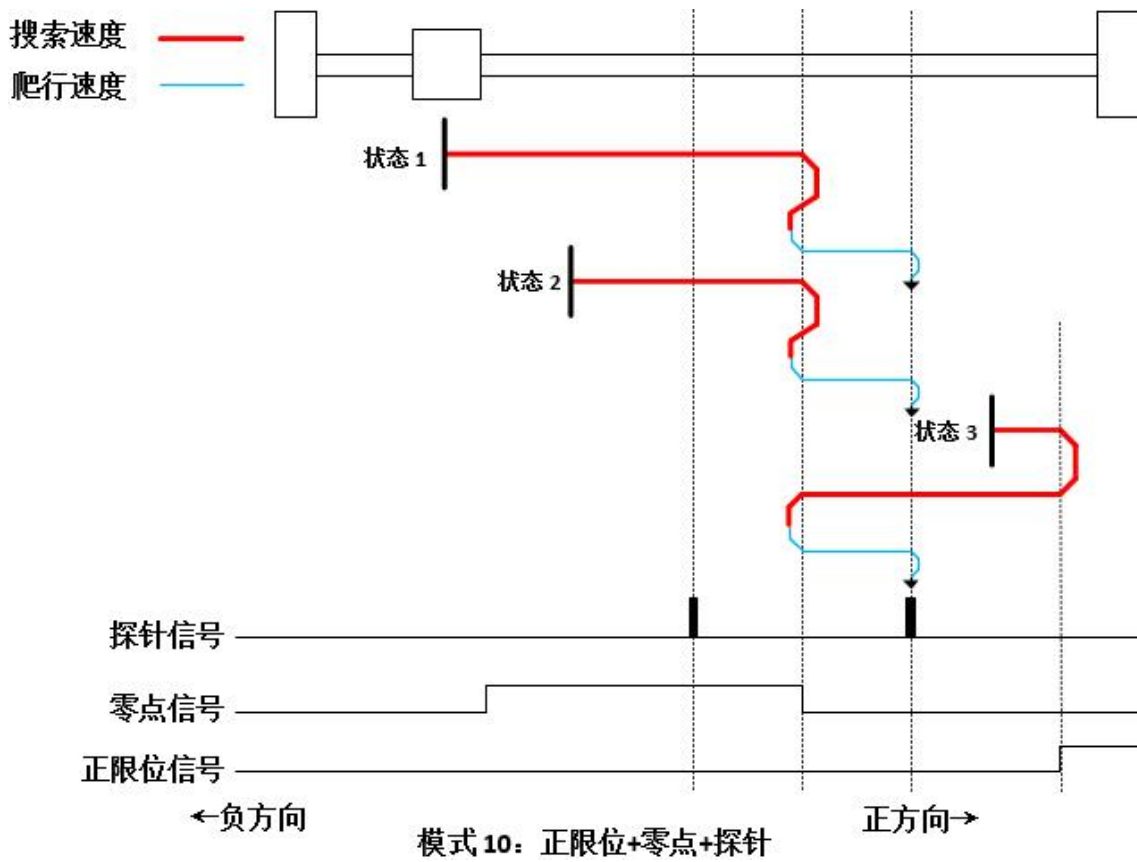 搜索速度
爬行速度
状态 1
状态 2
状态 3
探针信号
零点信号
正限位信号
←负方向
正方向→
模式 10：正限位+零点+探针